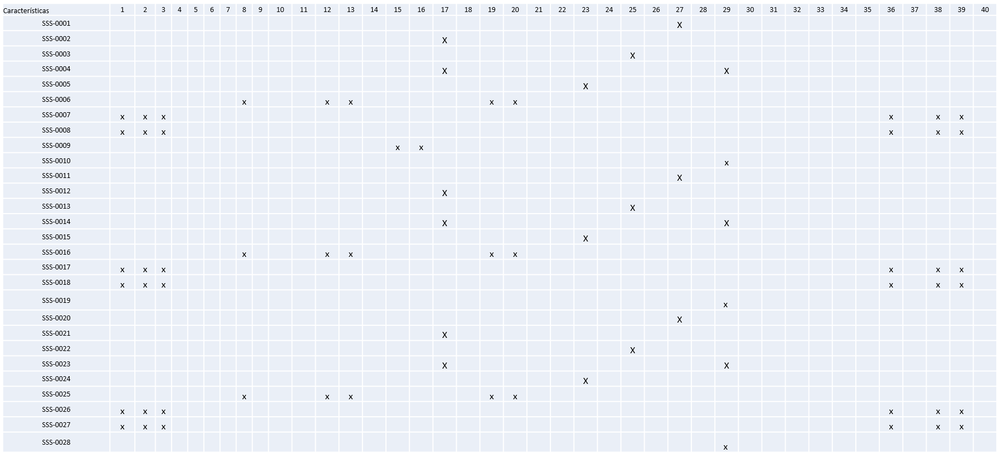 Características 1 2 3 4 5 6 7 8 9 10 11 12 13 14 15 16 17 18 19 20 21 22 23 24 25 26 27 28 29 30 31 32 33 34 35 36 37 38 39 40
SSS-0001 X
SSS-0002 X
SSS-0003 X
SSS-0004 X X
SSS-0005 X
SSS-0006 x x x x x
SSS-0007 x x x x x x
SSS-0008 x x x x x x
SSS-0009 x x
SSS-0010 x
SSS-0011 X
SSS-0012 X
SSS-0013 X
SSS-0014 X X
SSS-0015 X
SSS-0016 x x x x x
SSS-0017 x x x x x x
SSS-0018 x x x x x x
SSS-0019 x
SSS-0020 X
SSS-0021 X
SSS-0022 X
SSS-0023 X X
SSS-0024 X
SSS-0025 x x x x x
SSS-0026 x x x x x x
SSS-0027 x x x x x x
SSS-0028 x